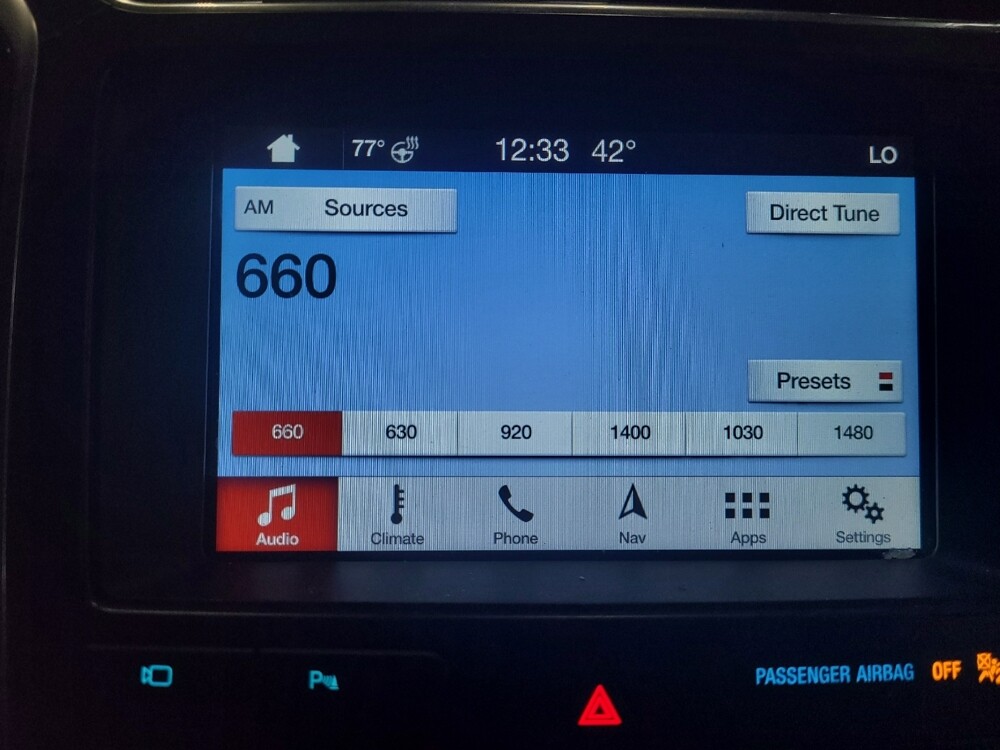 77° 12:33 42° LO
AM Sources Direct Tune
660
Presets
660 630 920 1400 1030 1480
Audio Climate Phone Nav Apps Settings
P PASSENGER AIRBAG OFF